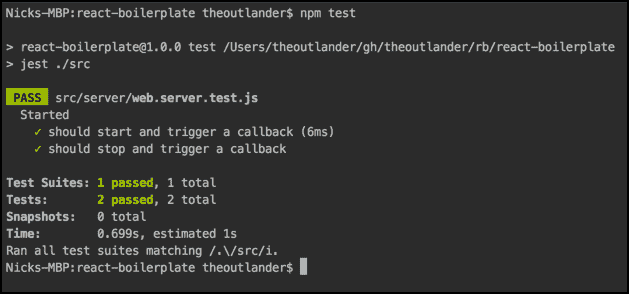 Nicks-MBP:react-boilerplate theoutlander$ npm test
> react-boilerplate@1.0.0 test /Users/theoutlander/gh/theoutlander/rb/react-boilerplate
> jest ./src
PASS src/server/web.server.test.js
Started
✓ should start and trigger a callback (6ms)
✓ should stop and trigger a callback
Test Suites: 1 passed, 1 total
Tests: 2 passed, 2 total
Snapshots: 0 total
Time: 0.699s, estimated 1s
Ran all test suites matching /.\/src/i.
Nicks-MBP:react-boilerplate theoutlander$